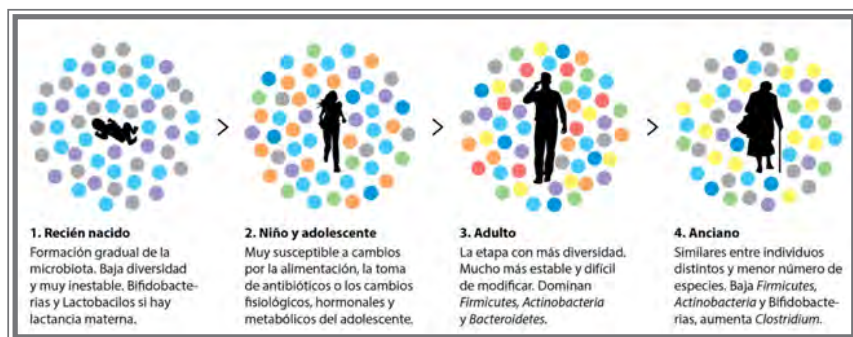 1. Recién nacido
Formación gradual de la
microbiota. Baja diversidad
y muy inestable. Bifidobacte-
rias y Lactobacilos si hay
lactancia materna.
2. Niño y adolescente
Muy susceptible a cambios
por la alimentación, la toma
de antibióticos o los cambios
fisiológicos, hormonales y
metabólicos del adolescente.
3. Adulto
La etapa con más diversidad.
Mucho más estable y difícil
de modificar. Dominan
Firmicutes, Actinobacteria
y Bacteroidetes.
4. Anciano
Similares entre individuos
distintos y menor número de
especies. Baja Firmicutes,
Actinobacteria y Bifidobacte-
rias, aumenta Clostridium.